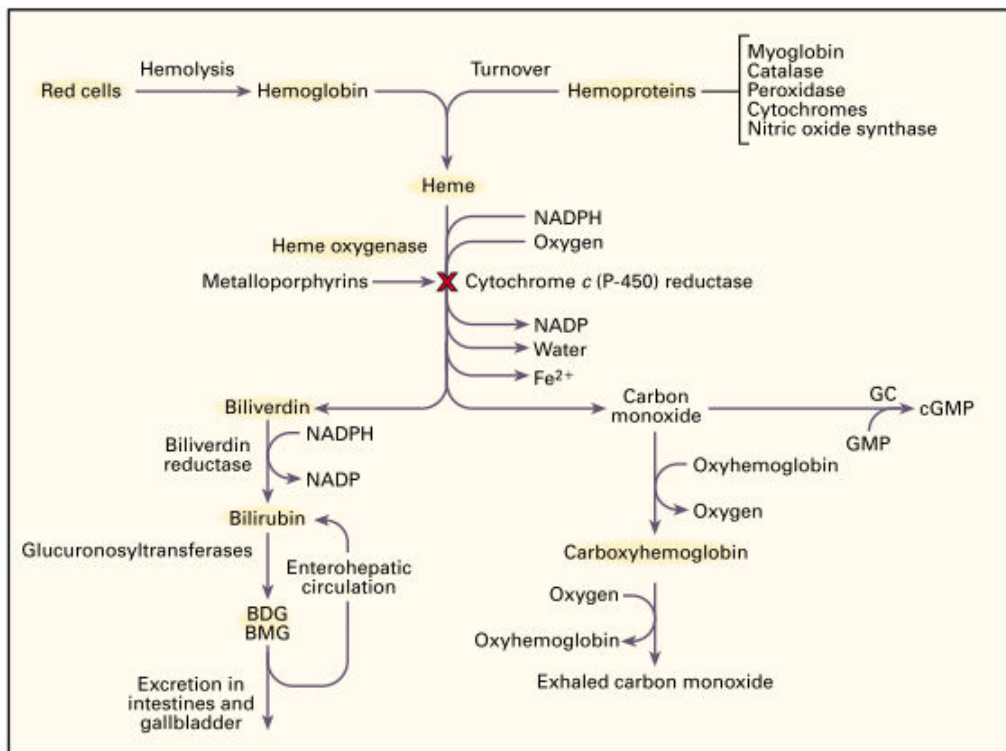 Hemolysis
Turnover
Red cells
Hemoglobin
Hemoproteins
Myoglobin
Catalase
Peroxidase
Cytochromes
Nitric oxide synthase
Heme
NADPH
Oxygen
Heme oxygenase
Metalloporphyrins
Cytochrome c (P-450) reductase
NADP
Water
Fe2+
Biliverdin
Carbon
monoxide
GC
cGMP
GMP
Biliverdin
reductase
NADPH
NADP
Oxyhemoglobin
Oxygen
Bilirubin
Glucuronosyltransferases
Enterohepatic
circulation
Carboxyhemoglobin
BDG
BMG
Oxygen
Oxyhemoglobin
Excretion in
intestines and
gallbladder
Exhaled carbon monoxide